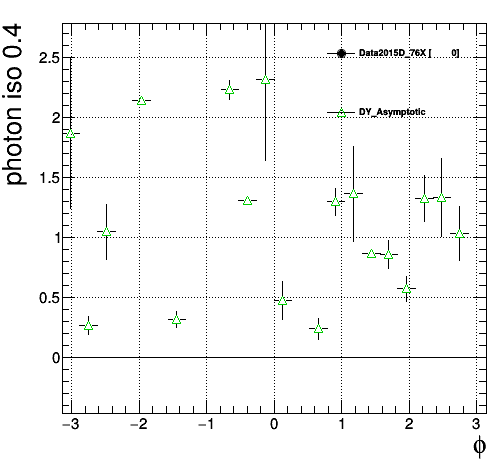 photon iso 0.4
2.5
2
1.5
1
0.5
0
Data2015D_76X [ 0]
DY_Asymptotic
−3 −2 −1 0 1 2 3
ϕ